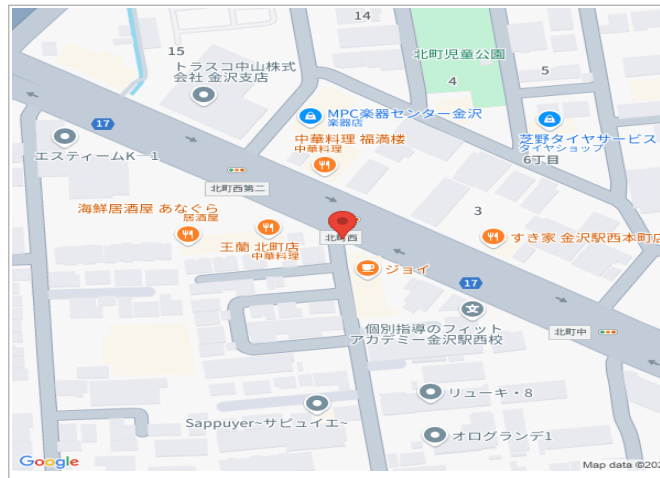 14
15
トラスコ中山株式
会社 金沢支店
北町児童公園
4
5
17
MPC楽器センター金沢
楽器店
芝野タイヤサービス
タイヤショップ
6丁目
エスティームK－1
中華料理 福満楼
中華料理
北町西第二
海鮮居酒屋 あなぐら
居酒屋
3
王蘭 北町店
中華料理
北町西
すき家 金沢駅西本町店
ジョイ
17
個別指導のフィット
アカデミー金沢駅西校
北町中
リューキ・8
Sappuyer~サピュイエ~
オログランデ1
Google
Map data ©202